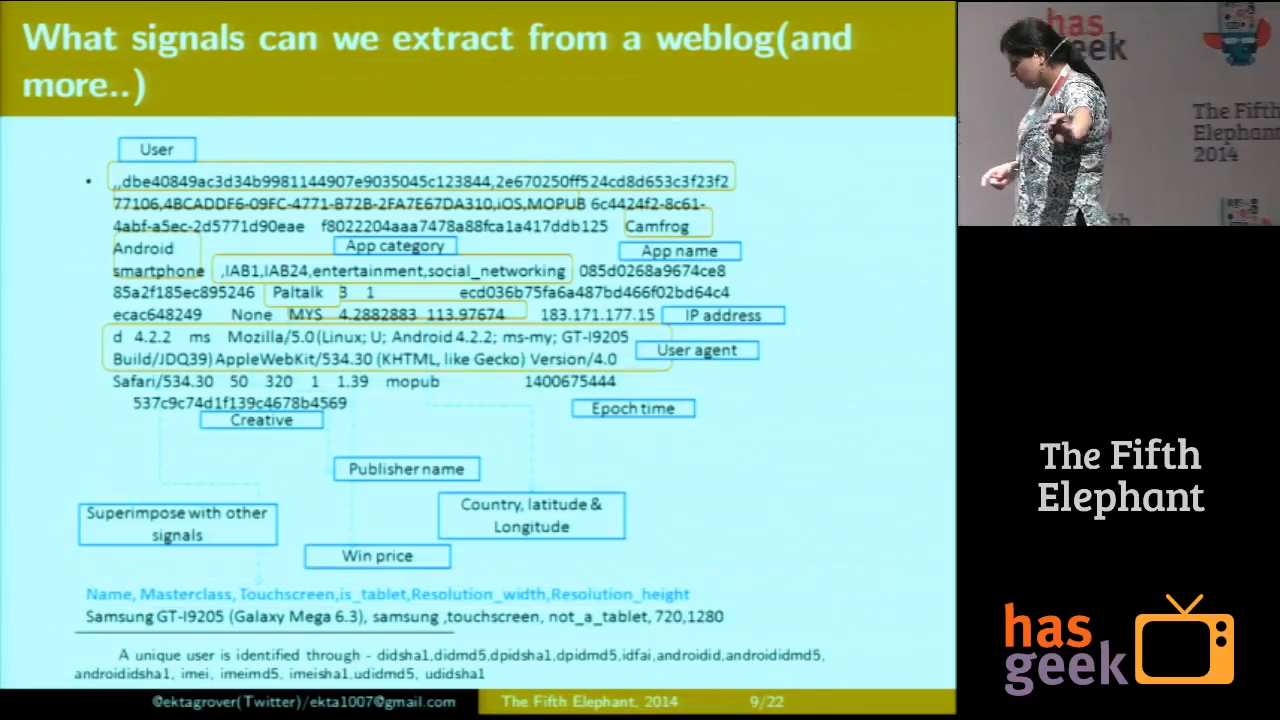 What signals can we extract from a weblog(and
more..)
User
• ,,dbe40849ac3d34b9981144907e9035045c123844,2e670250ff524cd8d653c3f23f2
77106,4BCADDF6-09FC-4771-B72B-2FA7E67DA310,iOS,MOPUB 6c4424f2-8c61-
4abf-a5ec-2d5771d90eae f8022204aaa7478a88fca1a417ddb125 Camfrog
Android
App category
App name
smartphone ,IAB1,IAB24,entertainment,social_networking 085d0268a9674ce8
85a2f185ec895246 Paltalk 3 1 ecd036b75fa6a487bd466f02bd64c4
ecac648249 None MYS 4.2882883 113.97674 183.171.177.15 IP address
d 4.2.2 ms Mozilla/5.0(Linux; U; Android 4.2.2; ms-my; GT-I9205
User agent
Build/JDQ39) AppleWebKit/534.30 (KHTML, like Gecko) Version/4.0
Safari/534.30 50 320 1 1.39 mopub 1400675444
537c9c74d1f139c4678b4569
Epoch time
Creative
Publisher name
Country, latitude &
Longitude
Superimpose with other
signals
Win price
Name, Masterclass, Touchscreen,is_tablet,Resolution_width,Resolution_height
Samsung GT-I9205 (Galaxy Mega 6.3), samsung ,touchscreen, not_a_tablet, 720,1280
A unique user is identified through - didsha1,didmd5,dpidsha1,dpidmd5,idfai,androidid,androididmd5,
androididsha1, imei, imeimd5, imeisha1,udidmd5, udidsha1
@ektagrover(Twitter)/ekta1007@gmail.com
The Fifth Elephant, 2014
9/22
has
geek
The Fifth
Elephant
2014
The Fifth
Elephant
has
geek